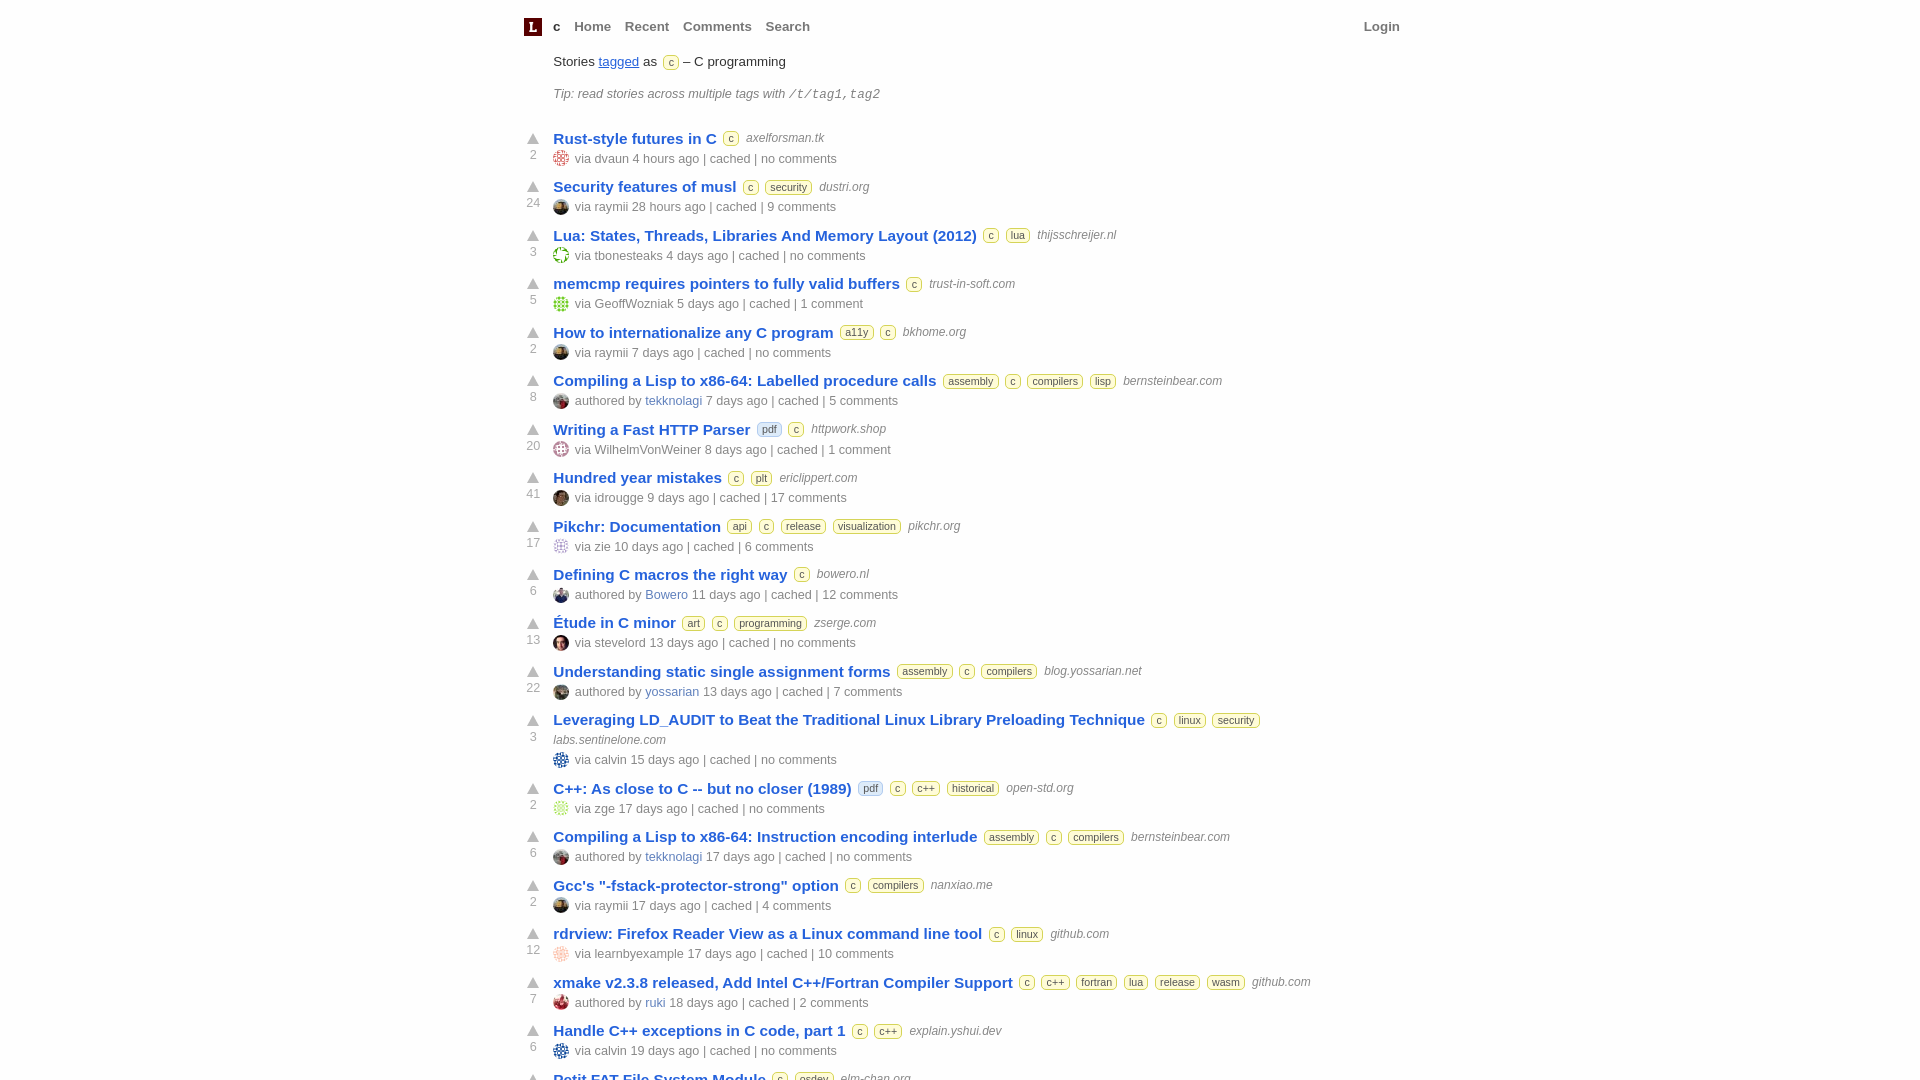 L c Home Recent Comments Search Login
Stories tagged as c – C programming
Tip: read stories across multiple tags with /t/tag1,tag2
Rust-style futures in C c axelforsman.tk
2 via dvaun 4 hours ago | cached | no comments
Security features of musl c security dustri.org
24 via raymii 28 hours ago | cached | 9 comments
Lua: States, Threads, Libraries And Memory Layout (2012) c lua thijsschreijer.nl
3 via tbonesteaks 4 days ago | cached | no comments
memcmp requires pointers to fully valid buffers c trust-in-soft.com
5 via GeoffWozniak 5 days ago | cached | 1 comment
How to internationalize any C program a11y c bkhome.org
2 via raymii 7 days ago | cached | no comments
Compiling a Lisp to x86-64: Labelled procedure calls assembly c compilers lisp bernsteinbear.com
8 authored by tekknolagi 7 days ago | cached | 5 comments
Writing a Fast HTTP Parser pdf c httpwork.shop
20 via WilhelmVonWeiner 8 days ago | cached | 1 comment
Hundred year mistakes c plt ericlippert.com
41 via idrougge 9 days ago | cached | 17 comments
Pikchr: Documentation api c release visualization pikchr.org
17 via zie 10 days ago | cached | 6 comments
Defining C macros the right way c bowero.nl
6 authored by Bowero 11 days ago | cached | 12 comments
Étude in C minor art c programming zserge.com
13 via stevelord 13 days ago | cached | no comments
Understanding static single assignment forms assembly c compilers blog.yossarian.net
22 authored by yossarian 13 days ago | cached | 7 comments
Leveraging LD_AUDIT to Beat the Traditional Linux Library Preloading Technique c linux security
3 labs.sentinelone.com
via calvin 15 days ago | cached | no comments
C++: As close to C -- but no closer (1989) pdf c c++ historical open-std.org
2 via zge 17 days ago | cached | no comments
Compiling a Lisp to x86-64: Instruction encoding interlude assembly c compilers bernsteinbear.com
6 authored by tekknolagi 17 days ago | cached | no comments
Gcc's "-fstack-protector-strong" option c compilers nanxiao.me
2 via raymii 17 days ago | cached | 4 comments
rdrview: Firefox Reader View as a Linux command line tool c linux github.com
12 via learnbyexample 17 days ago | cached | 10 comments
xmake v2.3.8 released, Add Intel C++/Fortran Compiler Support c c++ fortran lua release wasm github.com
7 authored by ruki 18 days ago | cached | 2 comments
Handle C++ exceptions in C code, part 1 c c++ explain.yshui.dev
6 via calvin 19 days ago | cached | no comments
Petit FAT File System Module c osdev elm-chan.org